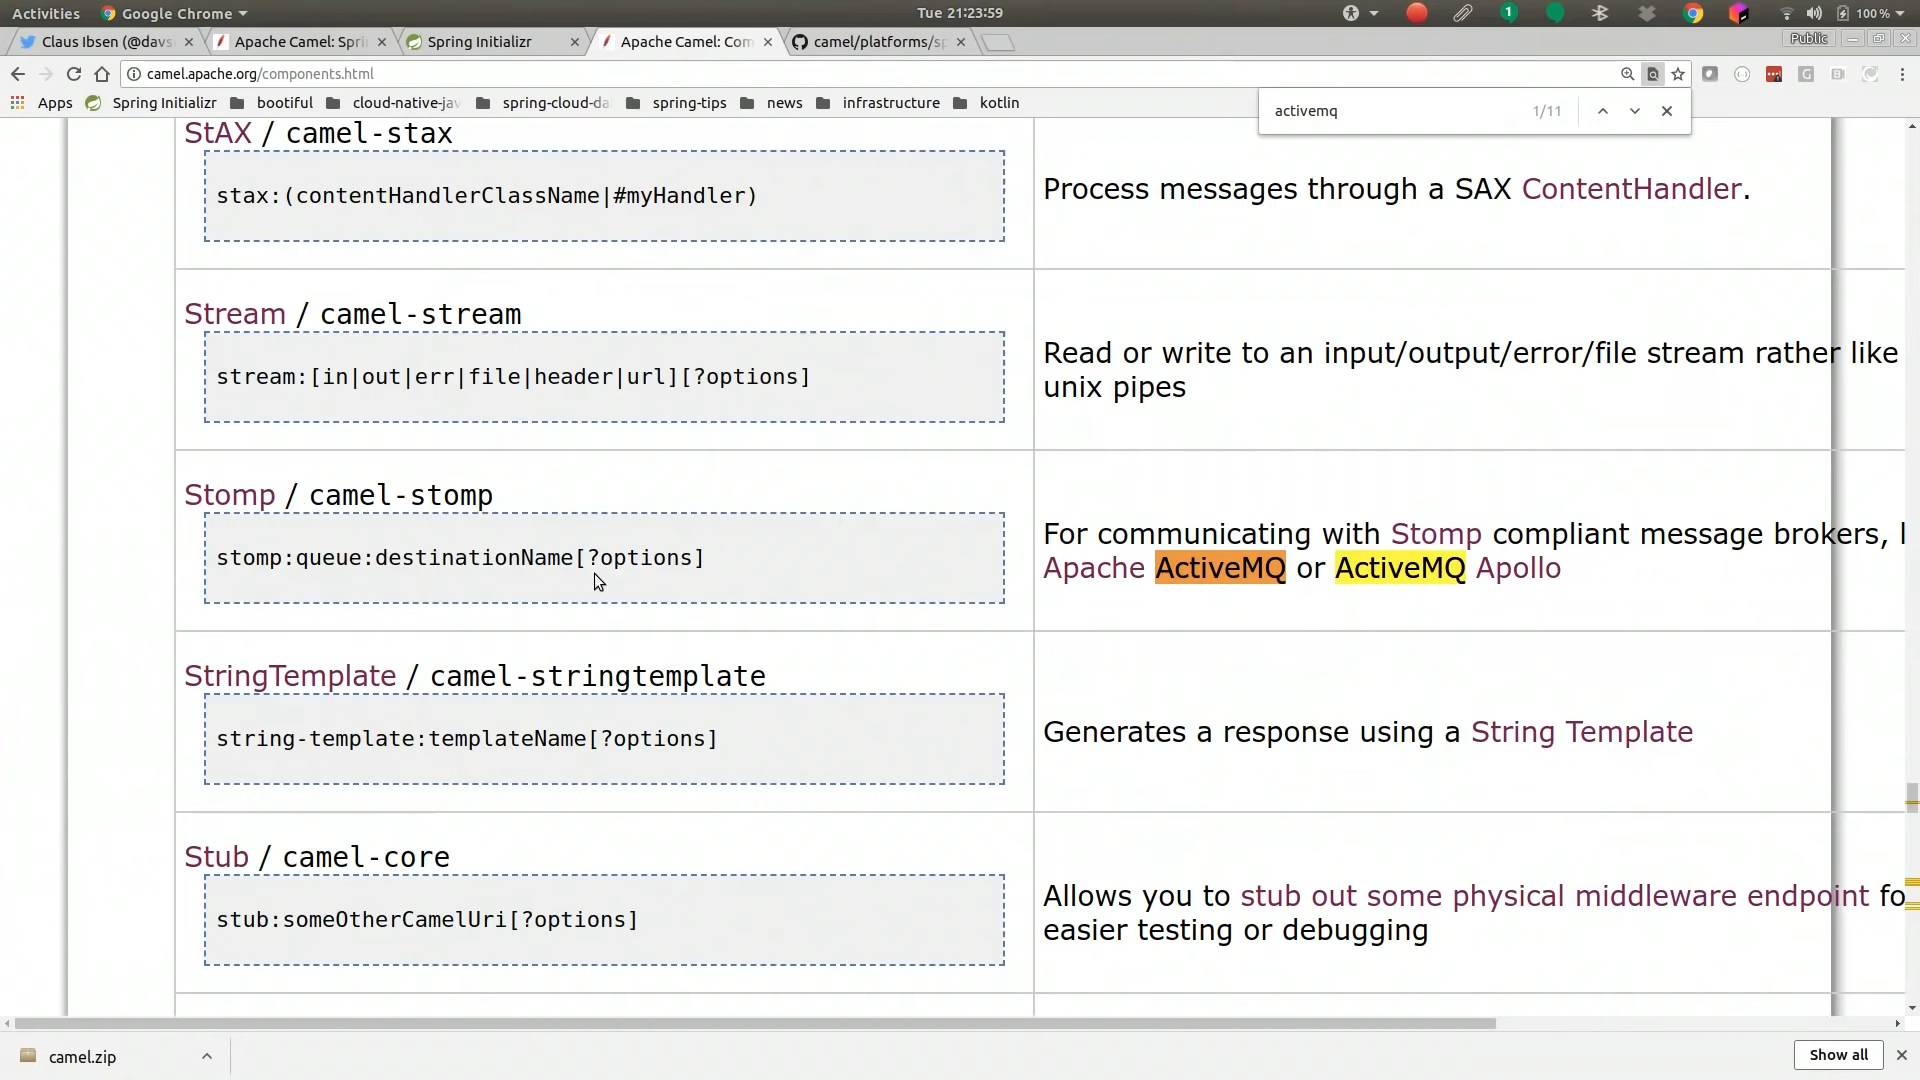 Activities Google Chrome Tue 21:23:59 1 100 %
Claus Ibsen (@davs Apache Camel: Spri Spring Initializr Apache Camel: Com camel/platforms/sp Public
camel.apache.org/components.html
Apps Spring Initializr bootiful cloud-native-jav spring-cloud-da spring-tips news infrastructure kotlin
activemq 1/11
StAX / camel-stax
stax:(contentHandlerClassName|#myHandler)
Process messages through a SAX ContentHandler.
Stream / camel-stream
stream:[in|out|err|file|header|url][?options]
Read or write to an input/output/error/file stream rather like
unix pipes
Stomp / camel-stomp
stomp:queue:destinationName[?options]
For communicating with Stomp compliant message brokers, l
Apache ActiveMQ or ActiveMQ Apollo
StringTemplate / camel-stringtemplate
string-template:templateName[?options]
Generates a response using a String Template
Stub / camel-core
stub:someOtherCamelUri[?options]
Allows you to stub out some physical middleware endpoint fo
easier testing or debugging
camel.zip Show all